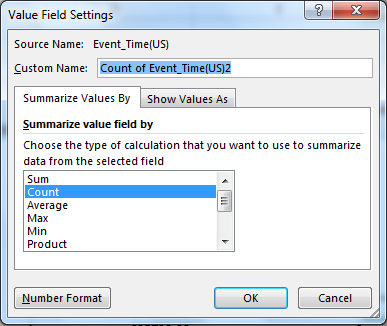 Value Field Settings
Source Name: Event_Time(US)
Custom Name: Count of Event_Time(US)2
Summarize Values By Show Values As
Summarize value field by
Choose the type of calculation that you want to use to summarize
data from the selected field
Sum
Count
Average
Max
Min
Product
Number Format OK Cancel